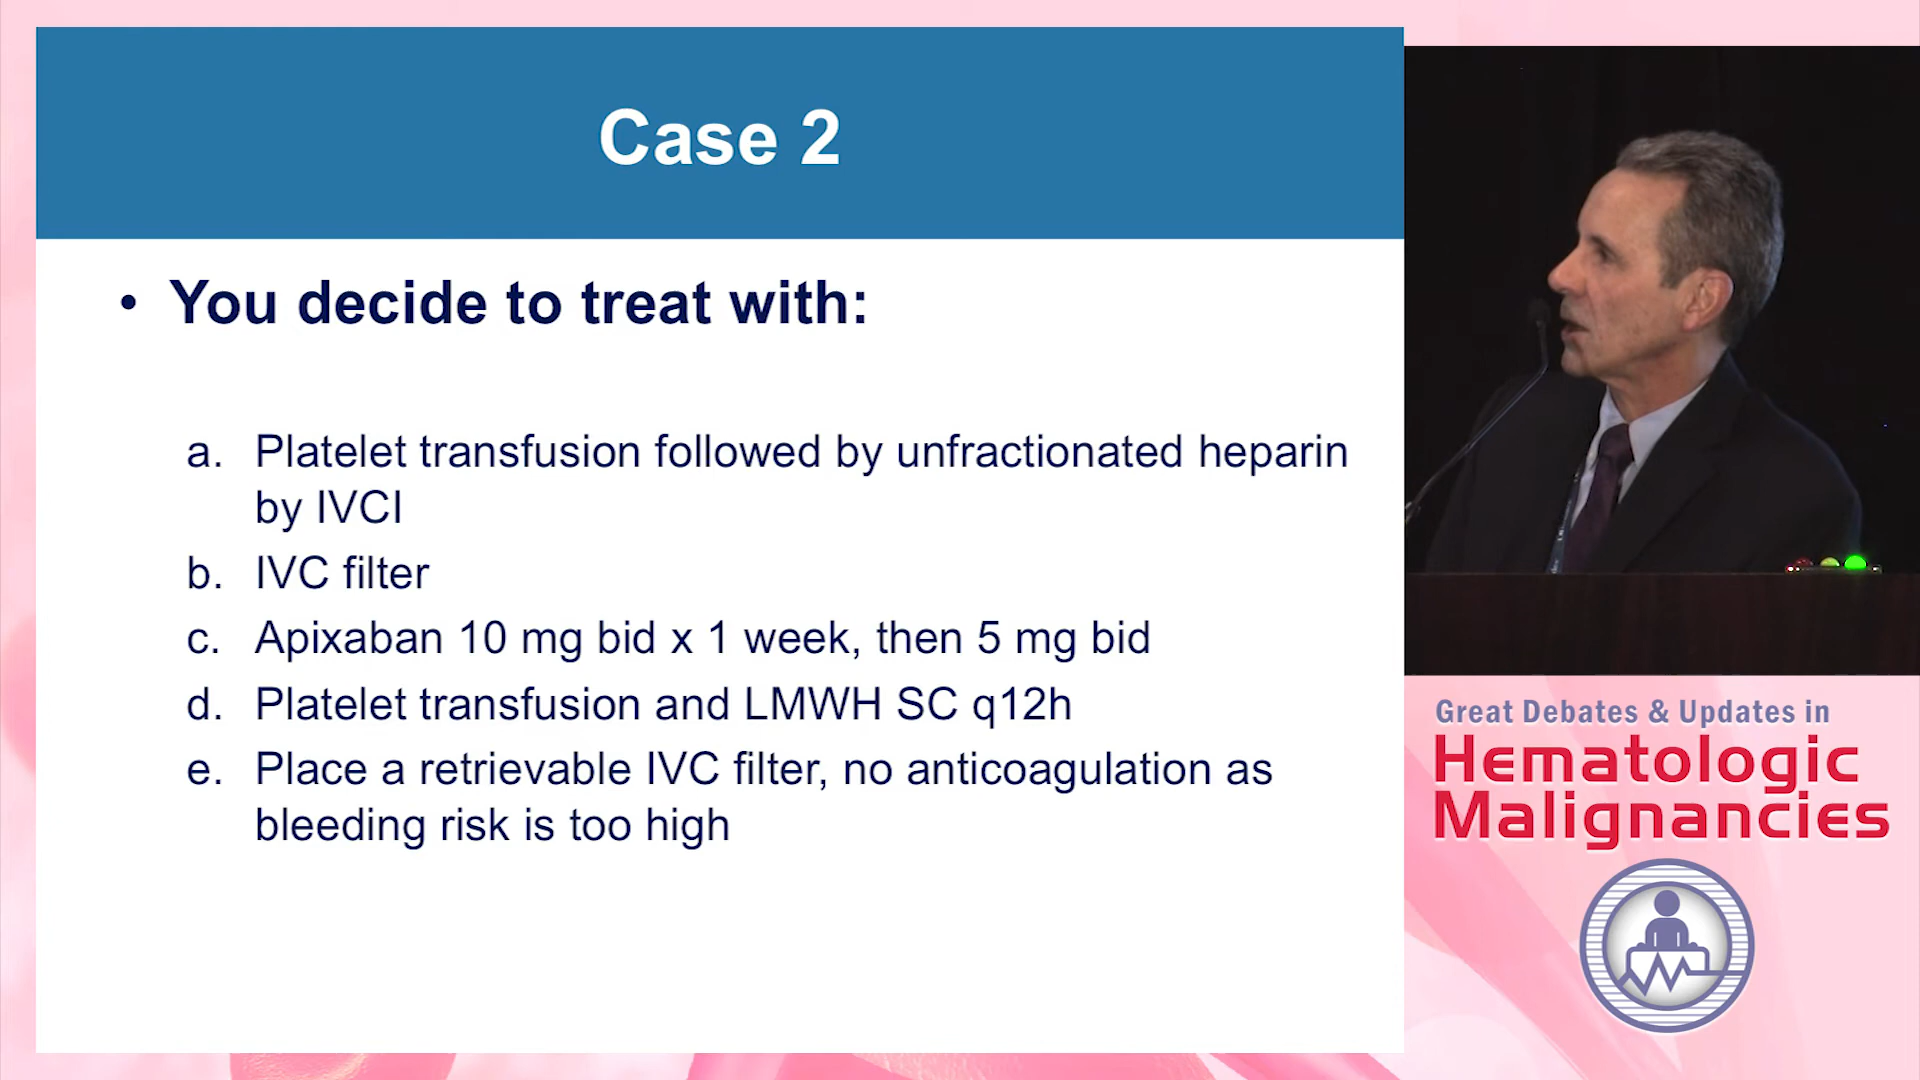 Case 2
• You decide to treat with:
a. Platelet transfusion followed by unfractionated heparin
by IVCI
b. IVC filter
c. Apixaban 10 mg bid x 1 week, then 5 mg bid
d. Platelet transfusion and LMWH SC q12h
e. Place a retrievable IVC filter, no anticoagulation as
bleeding risk is too high
Great Debates & Updates in
Hematologic
Malignancies